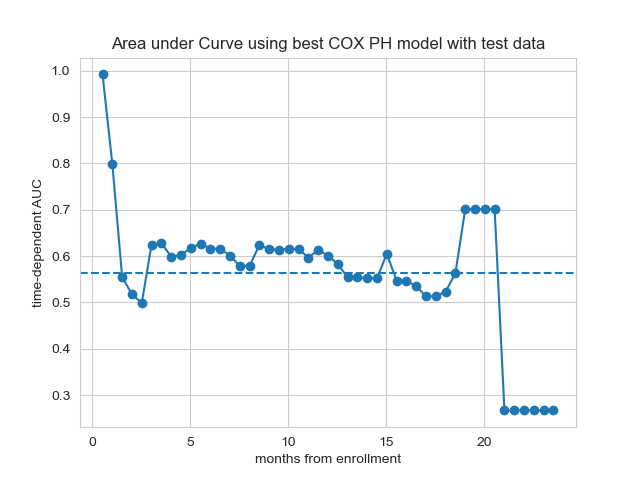 Area under Curve using best COX PH model with test data
time-dependent AUC
1.0
0.9
0.8
0.7
0.6
0.5
0.4
0.3
0 5 10 15 20
months from enrollment